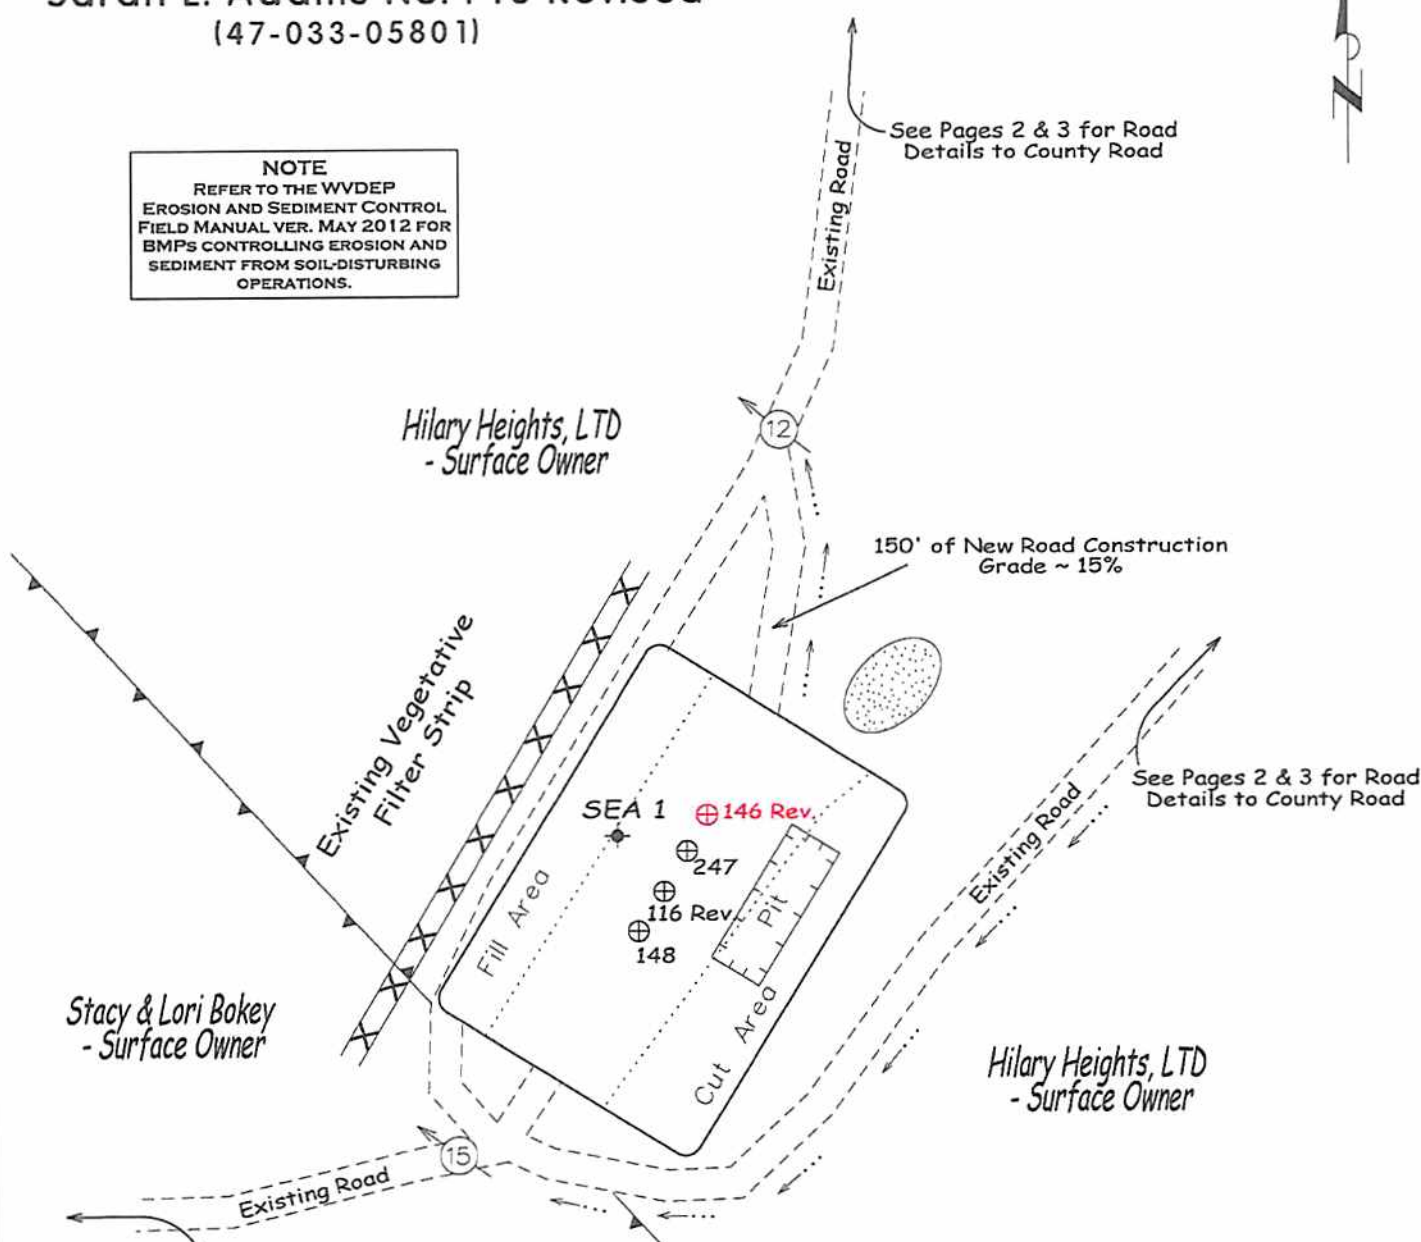 (47-033-05801)
NOTE
REFER TO THE WVDEP
EROSION AND SEDIMENT CONTROL
FIELD MANUAL VER. MAY 2012 FOR
BMPS CONTROLLING EROSION AND
SEDIMENT FROM SOIL-DISTURBING
OPERATIONS.
See Pages 2 & 3 for Road
Details to County Road
Existing Road
Hilary Heights, LTD
- Surface Owner
12
150' of New Road Construction
Grade ~ 15%
Existing Vegetative
Filter Strip
See Pages 2 & 3 for Road
Details to County Road
Existing Road
SEA 1
146 Rev.
247
116 Rev.
148
Fill Area
Pit
Cut Area
Stacy & Lori Bokey
- Surface Owner
Hilary Heights, LTD
- Surface Owner
15
Existing Road